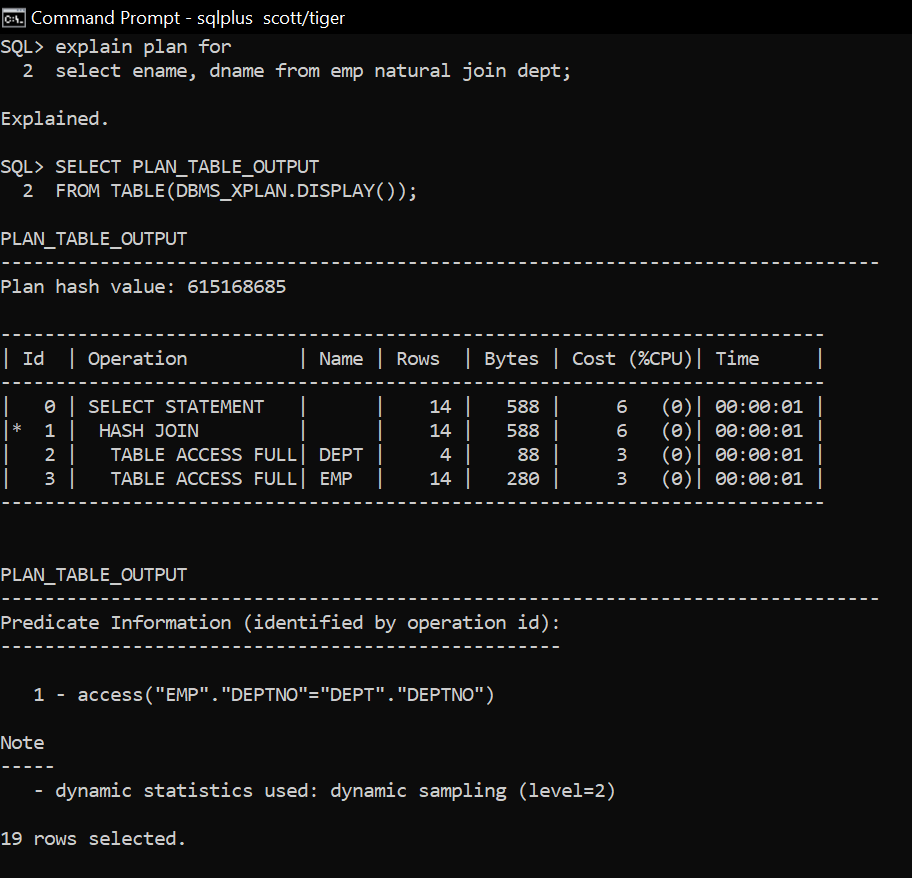 Command Prompt - sqlplus  scott/tiger
SQL> explain plan for
  2  select ename, dname from emp natural join dept;
Explained.
SQL> SELECT PLAN_TABLE_OUTPUT
  2  FROM TABLE(DBMS_XPLAN.DISPLAY());
PLAN_TABLE_OUTPUT
--------------------------------------------------------------------------------
Plan hash value: 615168685
---------------------------------------------------------------------------
| Id  | Operation          | Name | Rows  | Bytes | Cost (%CPU)| Time     |
---------------------------------------------------------------------------
|   0 | SELECT STATEMENT   |      |    14 |   588 |     6   (0)| 00:00:01 |
|*  1 |  HASH JOIN         |      |    14 |   588 |     6   (0)| 00:00:01 |
|   2 |   TABLE ACCESS FULL| DEPT |     4 |    88 |     3   (0)| 00:00:01 |
|   3 |   TABLE ACCESS FULL| EMP  |    14 |   280 |     3   (0)| 00:00:01 |
---------------------------------------------------------------------------
PLAN_TABLE_OUTPUT
--------------------------------------------------------------------------------
Predicate Information (identified by operation id):
---------------------------------------------------
   1 - access("EMP"."DEPTNO"="DEPT"."DEPTNO")
Note
-----
   - dynamic statistics used: dynamic sampling (level=2)
19 rows selected.